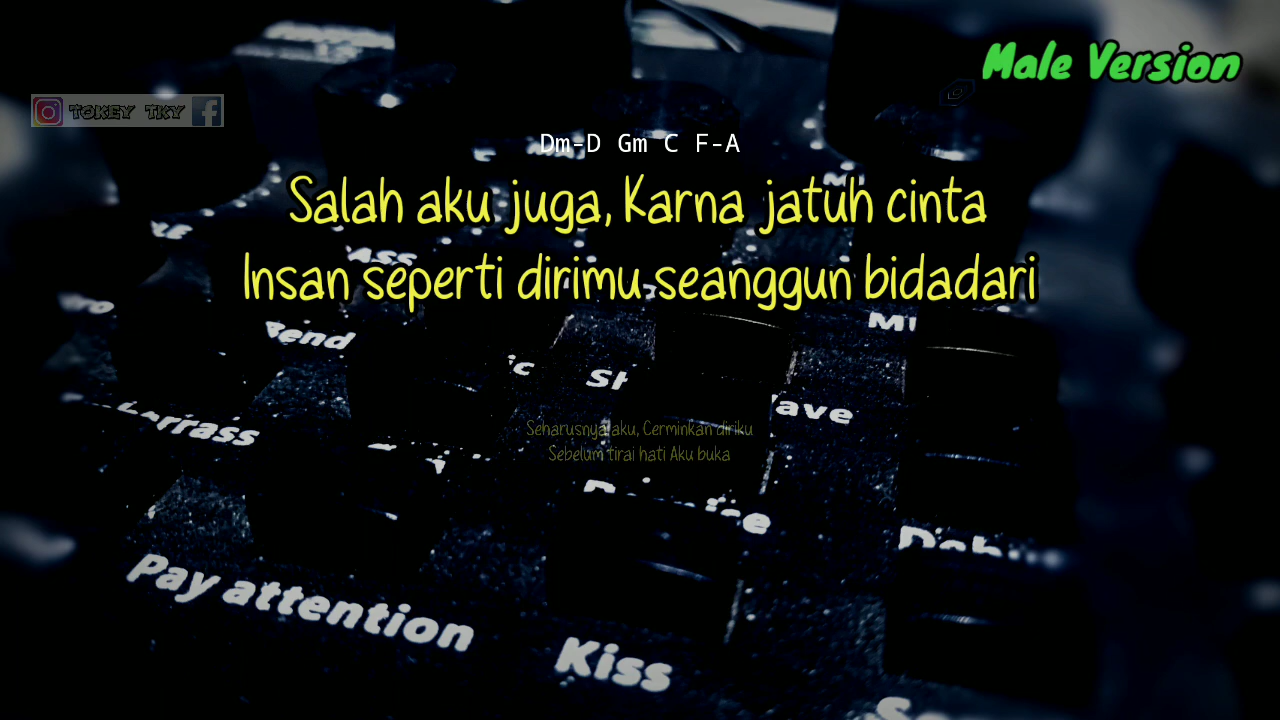 Male Version
TOKEY TKY
Dm-D Gm C F-A
Salah aku juga, Karna jatuh cinta
Insan seperti dirimu seanggun bidadari
Bend
Seharusnya aku, Cerminkan diriku
Sebelum tirai hati Aku buka
Pay attention
Kiss